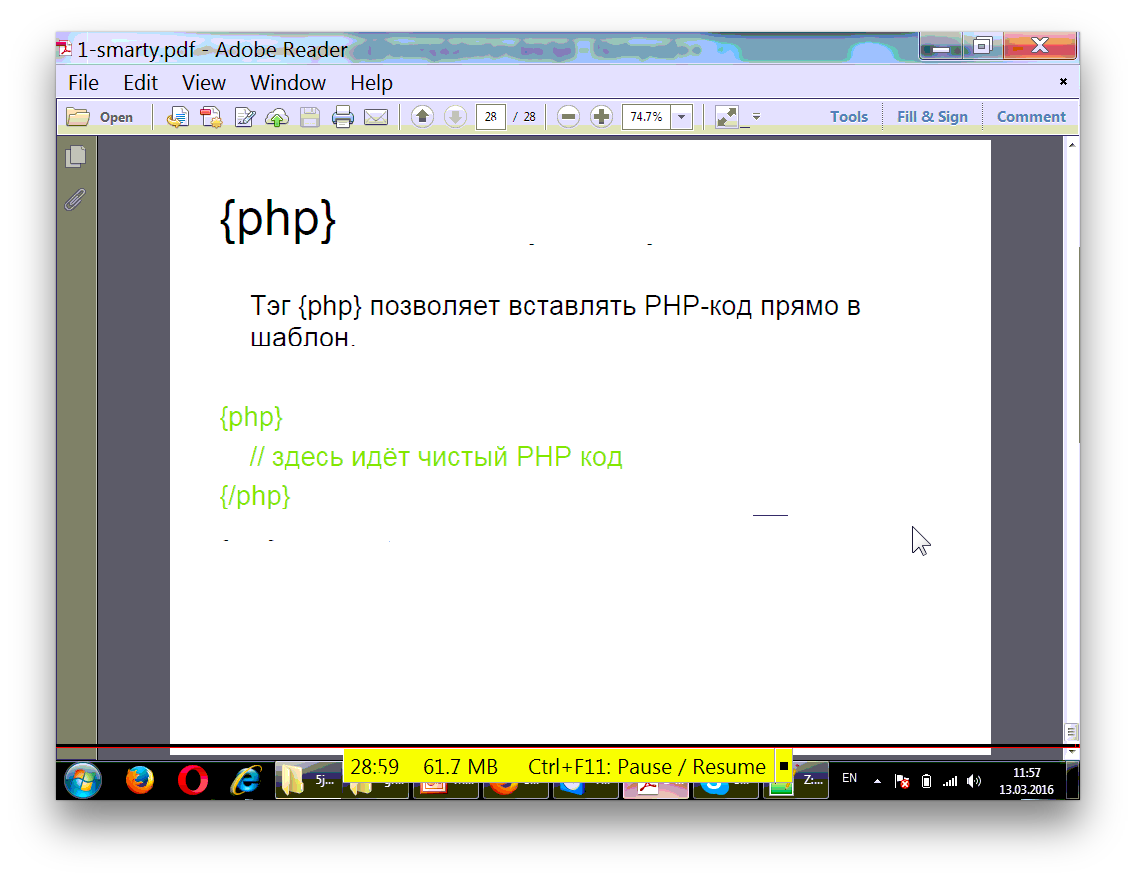 1-smarty.pdf - Adobe Reader
File Edit View Window Help
Open 28 / 28 74.7% Tools Fill & Sign Comment
{php}
Тэг {php} позволяет вставлять PHP-код прямо в
шаблон.
{php}
// здесь идёт чистый PHP код
{/php}
28:59 61.7 MB Ctrl+F11: Pause / Resume
5j... Z:... EN 11:57
13.03.2016